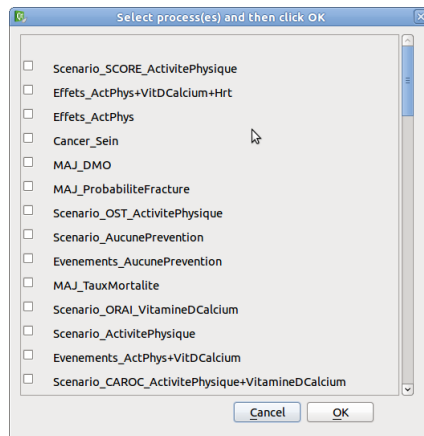 Select process(es) and then click OK
Scenario_SCORE_ActivitePhysique
Effets_ActPhys+VitDCalcium+Hrt
Effets_ActPhys
Cancer_Sein
MAJ_DMO
MAJ_ProbabiliteFracture
Scenario_OST_ActivitePhysique
Scenario_AucunePrevention
Evenements_AucunePrevention
MAJ_TauxMortalite
Scenario_ORAI_VitamineDCalcium
Scenario_ActivitePhysique
Evenements_ActPhys+VitDCalcium
Scenario_CAROC_ActivitePhysique+VitamineDCalcium
Cancel OK